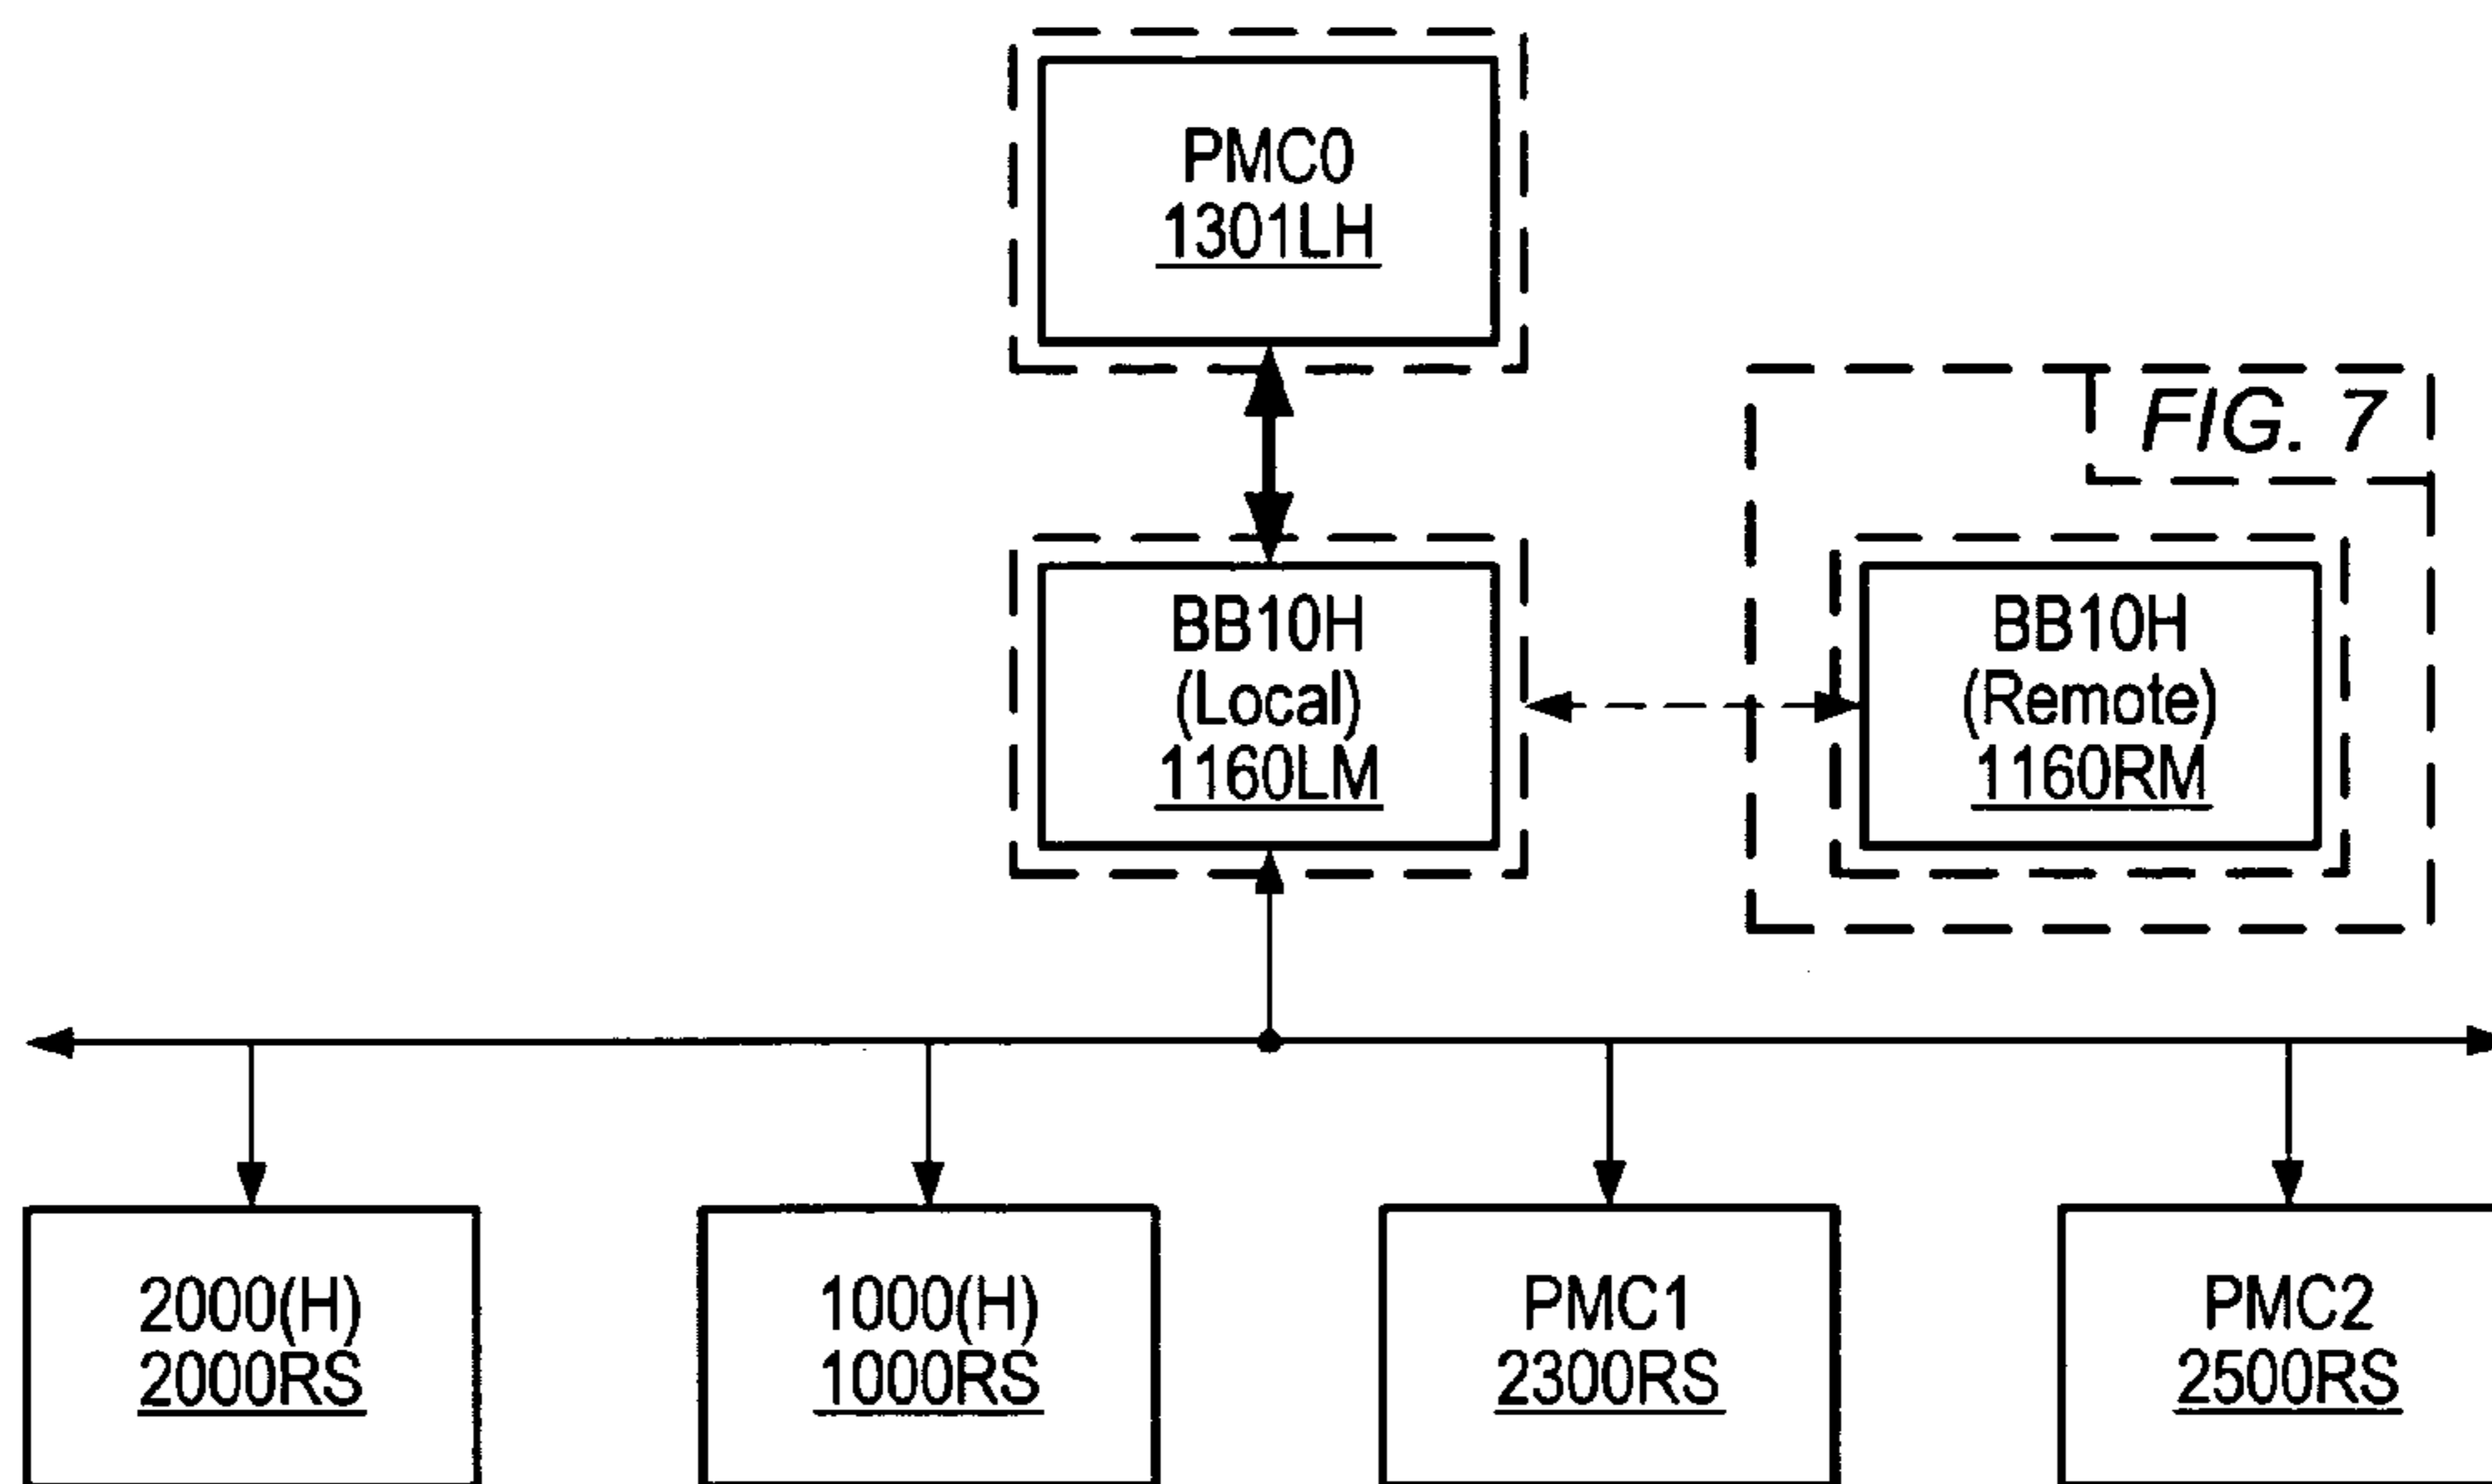 PMC0
1301LH
FIG. 7
BB10H
(Local)
1160LM
BB10H
(Remote)
1160RM
2000(H)
2000RS
1000(H)
1000RS
PMC1
2300RS
PMC2
2500RS